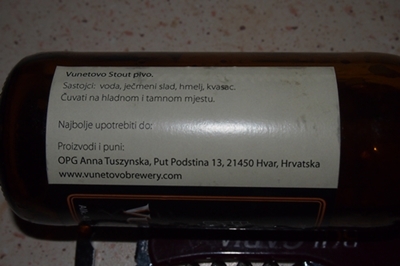 Vunetovo Stout pivo.
Sastojci: voda, ječmeni slad, hmelj, kvasac.
Čuvati na hladnom i tamnom mjestu.
Najbolje upotrebiti do:
Proizvodi i puni:
OPG Anna Tuszynska, Put Podstina 13, 21450 Hvar, Hrvatska
www.vunetovobrewery.com